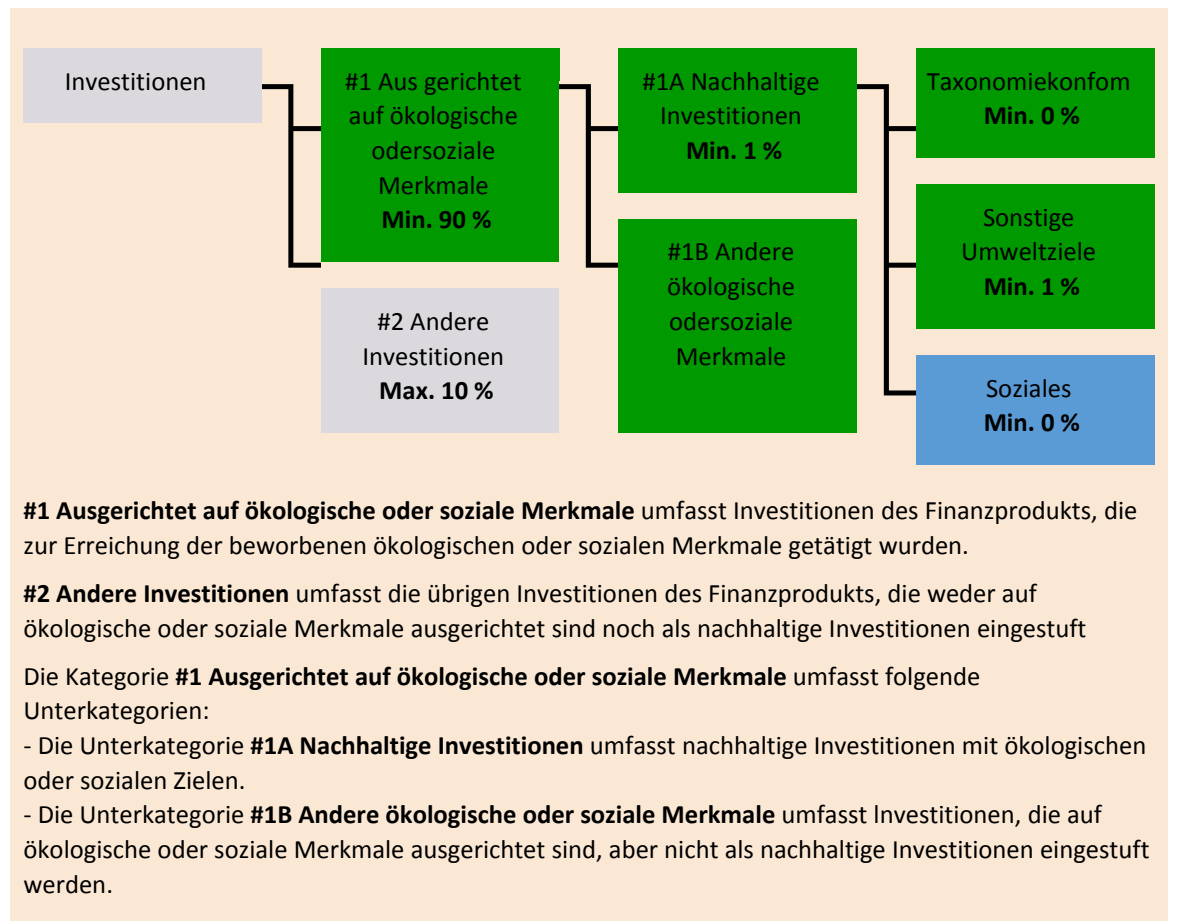 Investitionen
#1 Aus gerichtet
auf ökologische
odersoziale
Merkmale
Min. 90 %
#2 Andere
Investitionen
Max. 10 %
#1A Nachhaltige
Investitionen
Min. 1 %
#1B Andere
ökologische
odersoziale
Merkmale
Taxonomiekonfom
Min. 0 %
Sonstige
Umweltziele
Min. 1 %
Soziales
Min. 0 %
#1 Ausgerichtet auf ökologische oder soziale Merkmale umfasst Investitionen des Finanzprodukts, die
zur Erreichung der beworbenen ökologischen oder sozialen Merkmale getätigt wurden.
#2 Andere Investitionen umfasst die übrigen Investitionen des Finanzprodukts, die weder auf
ökologische oder soziale Merkmale ausgerichtet sind noch als nachhaltige Investitionen eingestuft
Die Kategorie #1 Ausgerichtet auf ökologische oder soziale Merkmale umfasst folgende
Unterkategorien:
- Die Unterkategorie #1A Nachhaltige Investitionen umfasst nachhaltige Investitionen mit ökologischen
oder sozialen Zielen.
- Die Unterkategorie #1B Andere ökologische oder soziale Merkmale umfasst lnvestitionen, die auf
ökologische oder soziale Merkmale ausgerichtet sind, aber nicht als nachhaltige Investitionen eingestuft
werden.